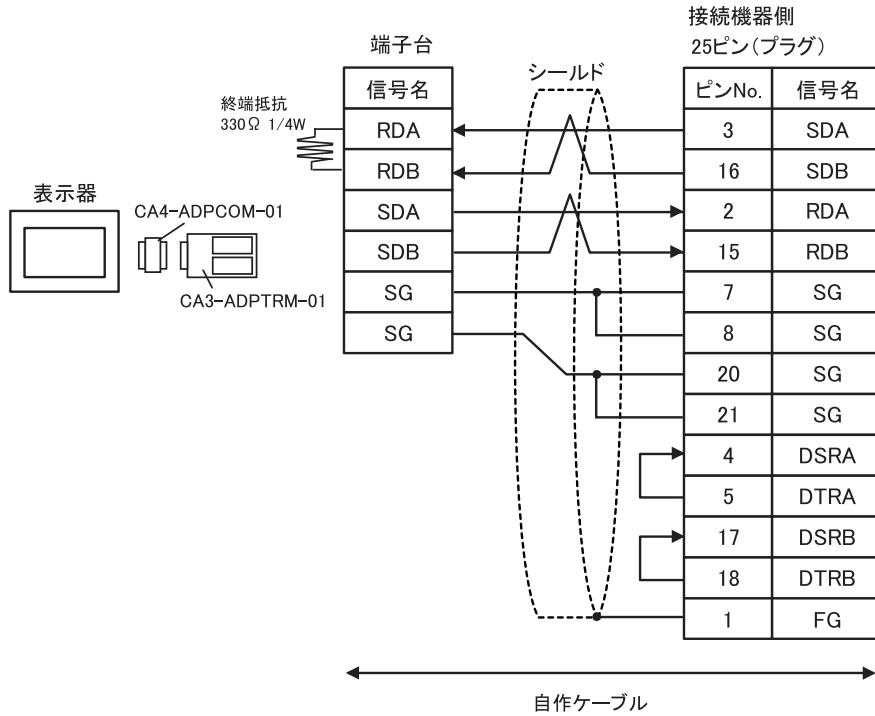 接続機器側
端子台
25ピン(プラグ)
シールド
信号名
ピンNo.
信号名
終端抵抗
330Ω 1/4W
RDA
3
SDA
RDB
16
SDB
表示器
CA4-ADPCOM-01
SDA
2
RDA
SDB
15
RDB
CA3-ADPTRM-01
SG
7
SG
SG
8
SG
20
SG
21
SG
4
DSRA
5
DTRA
17
DSRB
18
DTRB
1
FG
自作ケーブル